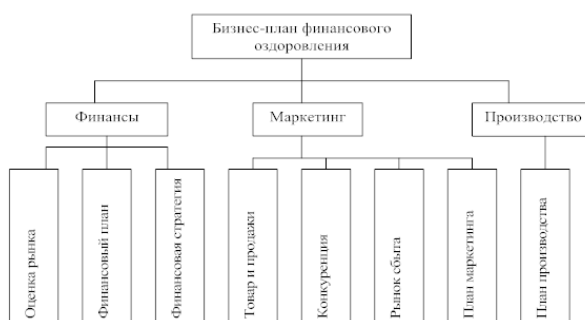 Бизнес-план финансового
оздоровления
Финансы
Маркетинг
Производство
Оценка рынка
Финансовый план
Финансовая стратегия
Товар и продажи
Конкуренция
Рынок сбыта
План маркетинга
План производства